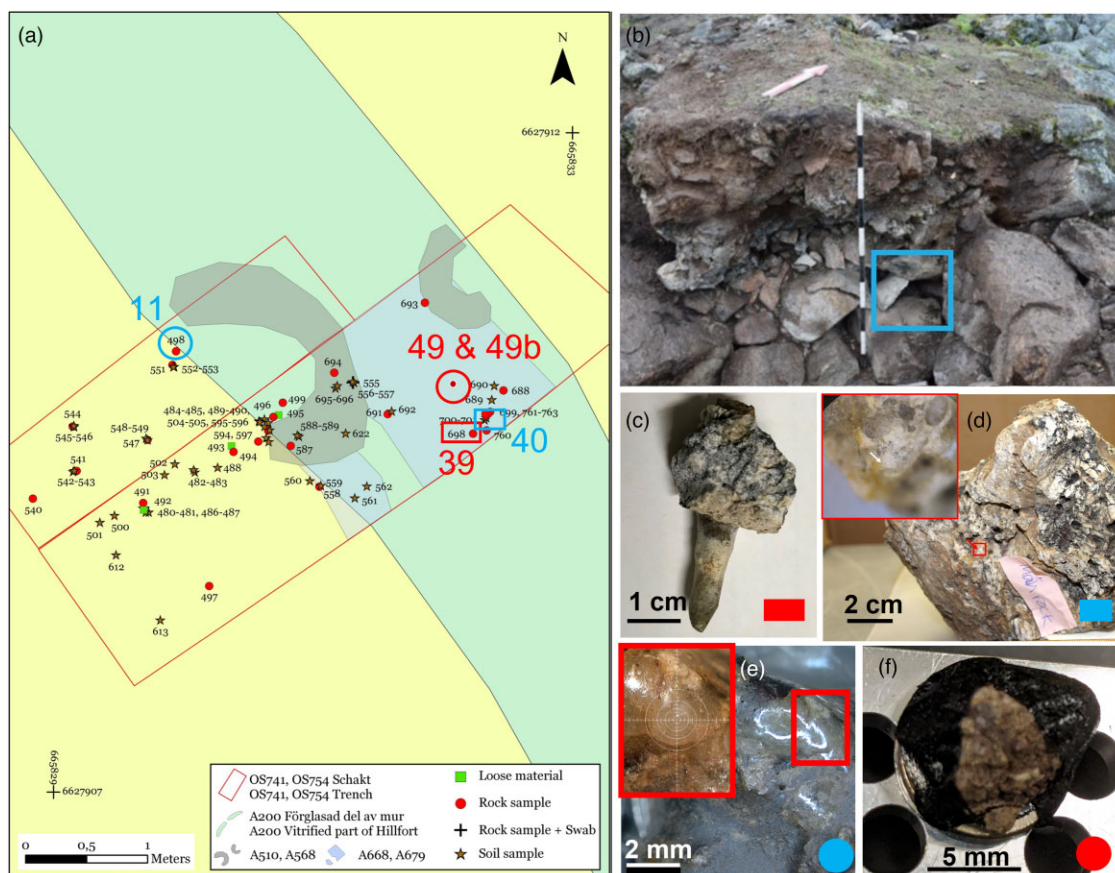 (a)
N
6627912
665833
11
498
551
552-553
693
49 & 49b
694
555
556-557
695-696
690
688
689
544
545-546
548-549
547
484-485, 489-490,
504-505, 595-596
496
499
495
594, 597
493
494
588-589
587
622
691
692
699, 761-763
700-70
698
760
40
39
541
542-543
540
502
503
488
482-483
560
559
558
562
561
491
492
480-481, 486-487
500
501
612
497
613
665829
6627907
0
0,5
1
Meters
OS741, OS754 Schakt
OS741, OS754 Trench
A200 Förglasad del av mur
A200 Vitrified part of Hillfort
A510, A568
A668, A679
Loose material
Rock sample
Rock sample + Swab
Soil sample
(b)
(c)
1 cm
(d)
2 cm
(e)
2 mm
(f)
5 mm